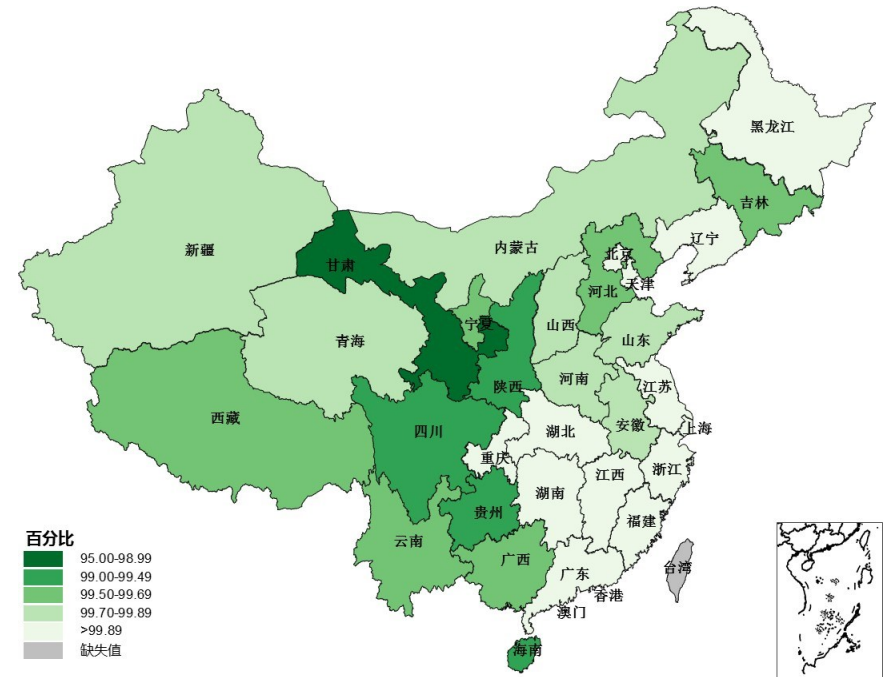 黑龙江
吉林
辽宁
新疆
内蒙古
甘肃
北京
天津
河北
宁夏
山西
山东
青海
陕西
河南
江苏
西藏
四川
安徽
上海
湖北
重庆
浙江
江西
湖南
贵州
福建
云南
广西
广东
台湾
香港
澳门
海南
百分比
95.00-98.99
99.00-99.49
99.50-99.69
99.70-99.89
>99.89
缺失值